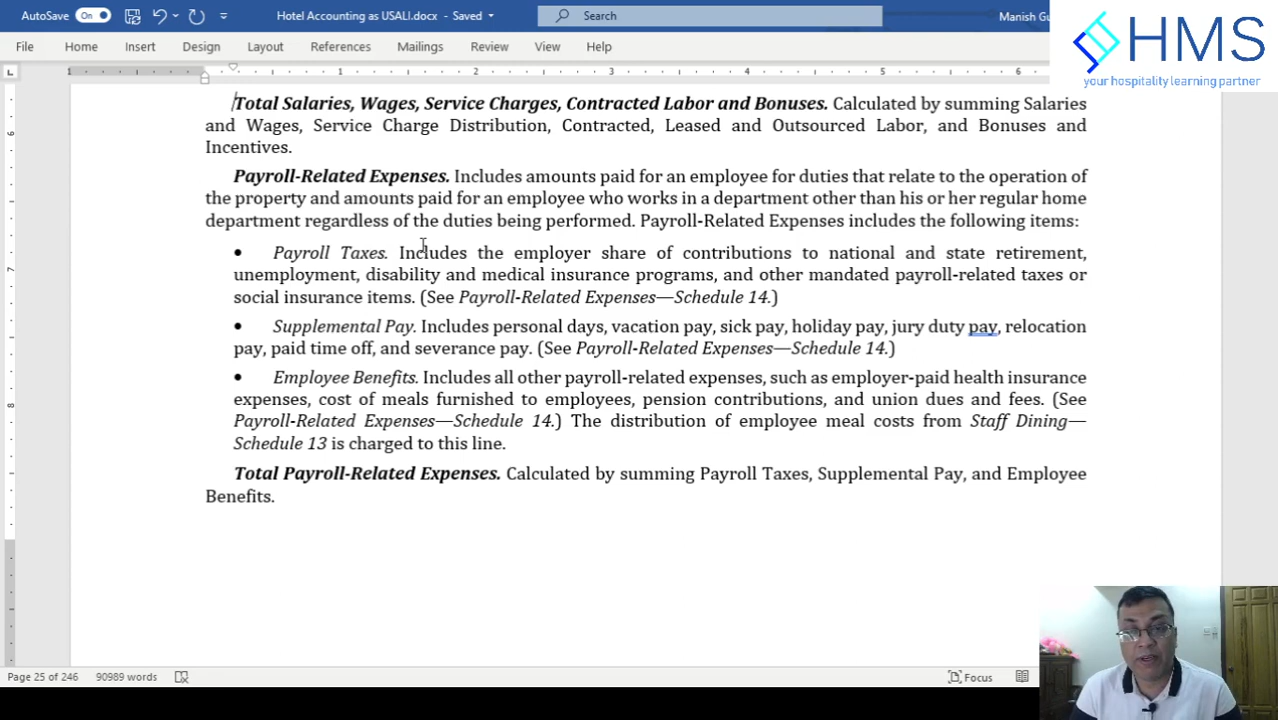 AutoSave On Hotel Accounting as USALI.docx - Saved Search Manish Gu
HMS
your hospitality learning partner
File Home Insert Design Layout References Mailings Review View Help
1 1 2 3 4 5 6
Total Salaries, Wages, Service Charges, Contracted Labor and Bonuses. Calculated by summing Salaries
and Wages, Service Charge Distribution, Contracted, Leased and Outsourced Labor, and Bonuses and
Incentives.
Payroll-Related Expenses. Includes amounts paid for an employee for duties that relate to the operation of
the property and amounts paid for an employee who works in a department other than his or her regular home
department regardless of the duties being performed. Payroll-Related Expenses includes the following items:
• Payroll Taxes. Includes the employer share of contributions to national and state retirement,
unemployment, disability and medical insurance programs, and other mandated payroll-related taxes or
social insurance items. (See Payroll-Related Expenses—Schedule 14.)
• Supplemental Pay. Includes personal days, vacation pay, sick pay, holiday pay, jury duty pay, relocation
pay, paid time off, and severance pay. (See Payroll-Related Expenses—Schedule 14.)
• Employee Benefits. Includes all other payroll-related expenses, such as employer-paid health insurance
expenses, cost of meals furnished to employees, pension contributions, and union dues and fees. (See
Payroll-Related Expenses—Schedule 14.) The distribution of employee meal costs from Staff Dining—
Schedule 13 is charged to this line.
Total Payroll-Related Expenses. Calculated by summing Payroll Taxes, Supplemental Pay, and Employee
Benefits.
6
7
8
Page 25 of 246 90989 words Focus